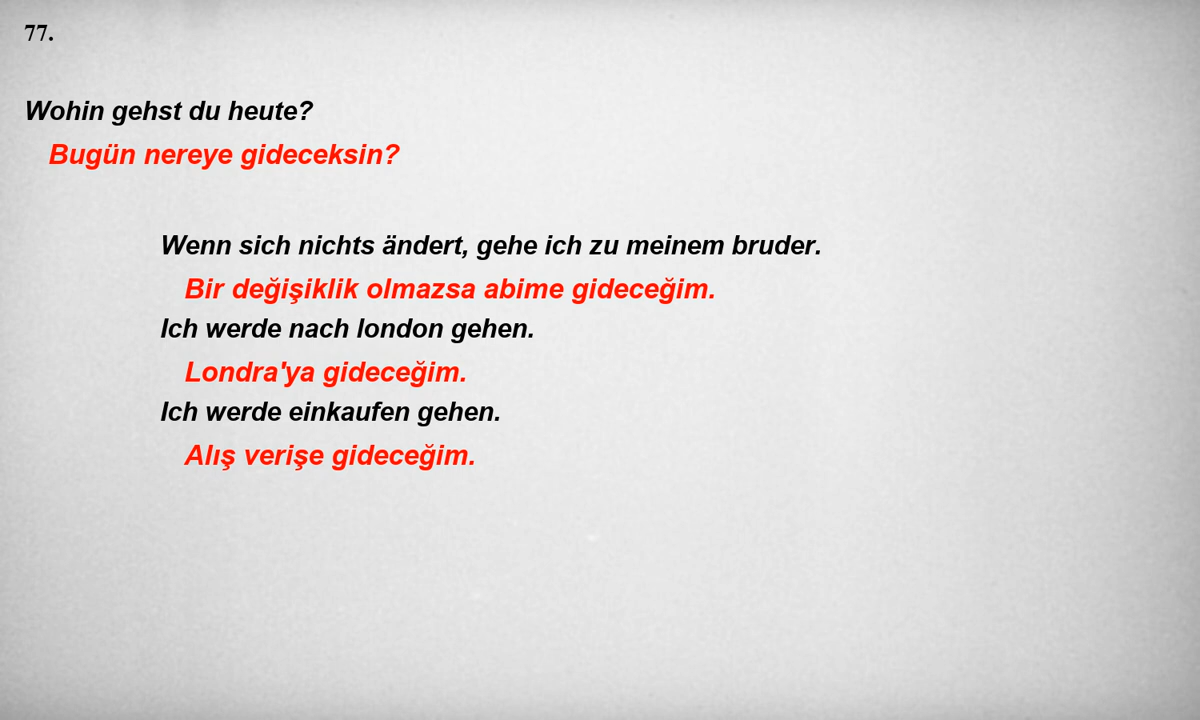 77.
Wohin gehst du heute?
Bugün nereye gideceksin?
Wenn sich nichts ändert, gehe ich zu meinem bruder.
Bir değişiklik olmazsa abime gideceğim.
Ich werde nach london gehen.
Londra'ya gideceğim.
Ich werde einkaufen gehen.
Alış verişe gideceğim.